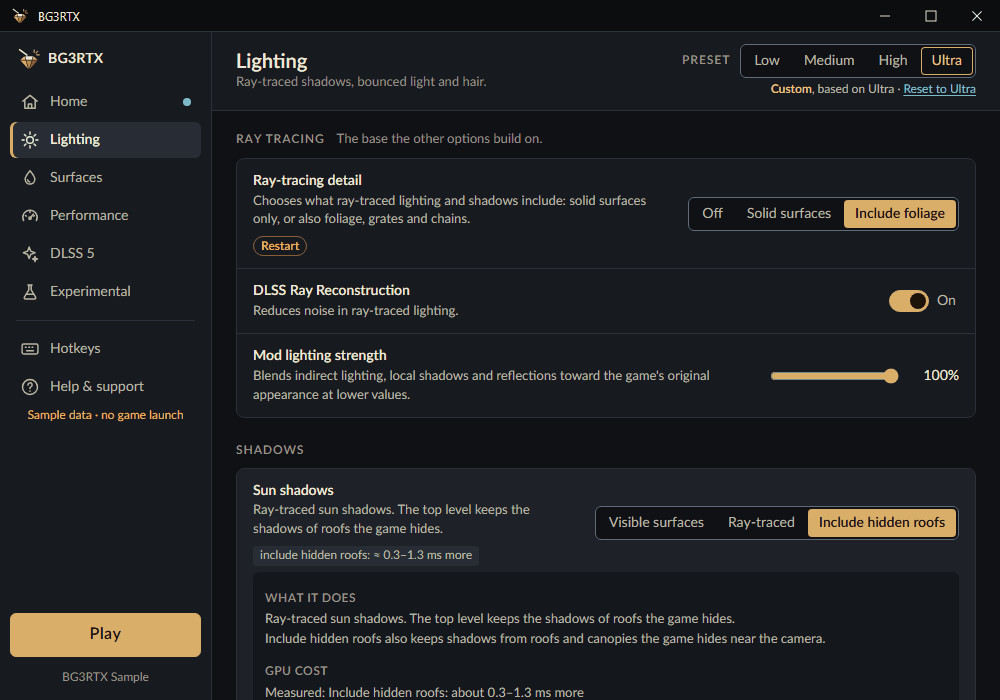 BG3RTX
BG3RTX
Home
Lighting
Surfaces
Performance
DLSS 5
Experimental
Hotkeys
Help & support
Sample data · no game launch
Play
BG3RTX Sample
Lighting
Ray-traced shadows, bounced light and hair.
PRESET Low Medium High Ultra
Custom, based on Ultra · Reset to Ultra
RAY TRACING The base the other options build on.
Ray-tracing detail
Chooses what ray-traced lighting and shadows include: solid surfaces
only, or also foliage, grates and chains.
Restart
Off Solid surfaces Include foliage
DLSS Ray Reconstruction
Reduces noise in ray-traced lighting.
On
Mod lighting strength
Blends indirect lighting, local shadows and reflections toward the game's original
appearance at lower values.
100%
SHADOWS
Sun shadows
Ray-traced sun shadows. The top level keeps the
shadows of roofs the game hides.
include hidden roofs: ≈ 0.3–1.3 ms more
Visible surfaces Ray-traced Include hidden roofs
WHAT IT DOES
Ray-traced sun shadows. The top level keeps the shadows of roofs the game hides.
Include hidden roofs also keeps shadows from roofs and canopies the game hides near the camera.
GPU COST
Measured: Include hidden roofs: about 0.3–1.3 ms more